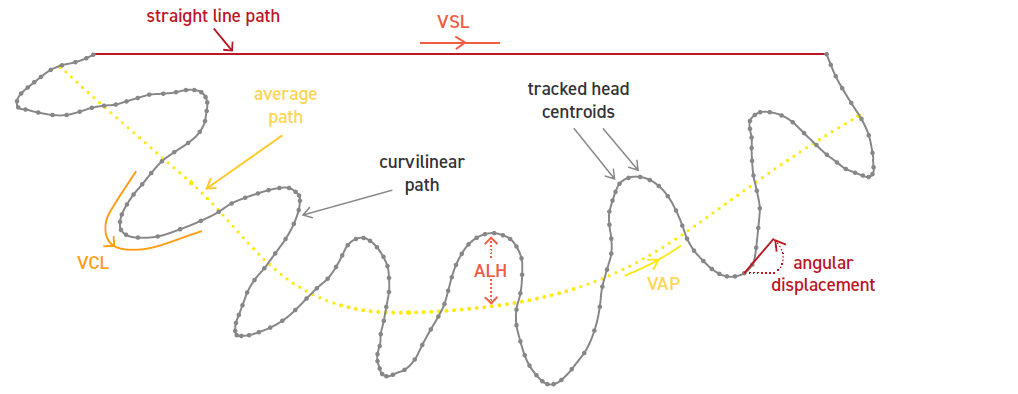 straight line path
VSL
average
path
tracked head
centroids
curvilinear
path
VCL
ALH
VAP
angular
displacement